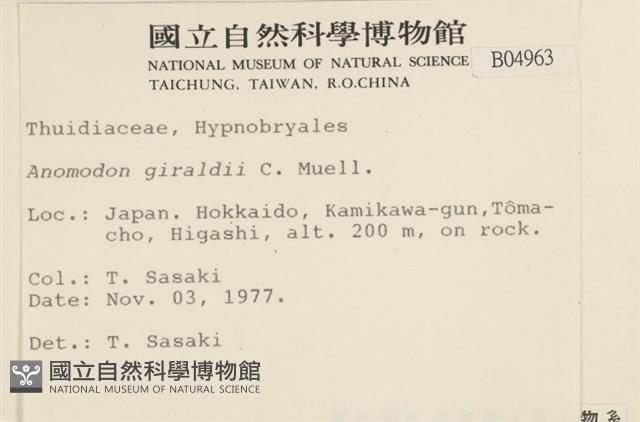 國立自然科學博物館
NATIONAL MUSEUM OF NATURAL SCIENCE
TAICHUNG, TAIWAN, R.O.CHINA
B04963
Thuidiaceae, Hypnobryales
Anomodon giraldii C. Muell.
Loc.: Japan. Hokkaido, Kamikawa-gun,Tôma-
cho, Higashi, alt. 200 m, on rock.
Col.: T. Sasaki
Date: Nov. 03, 1977.
Det.: T. Sasaki
國立自然科學博物館
NATIONAL MUSEUM OF NATURAL SCIENCE
物